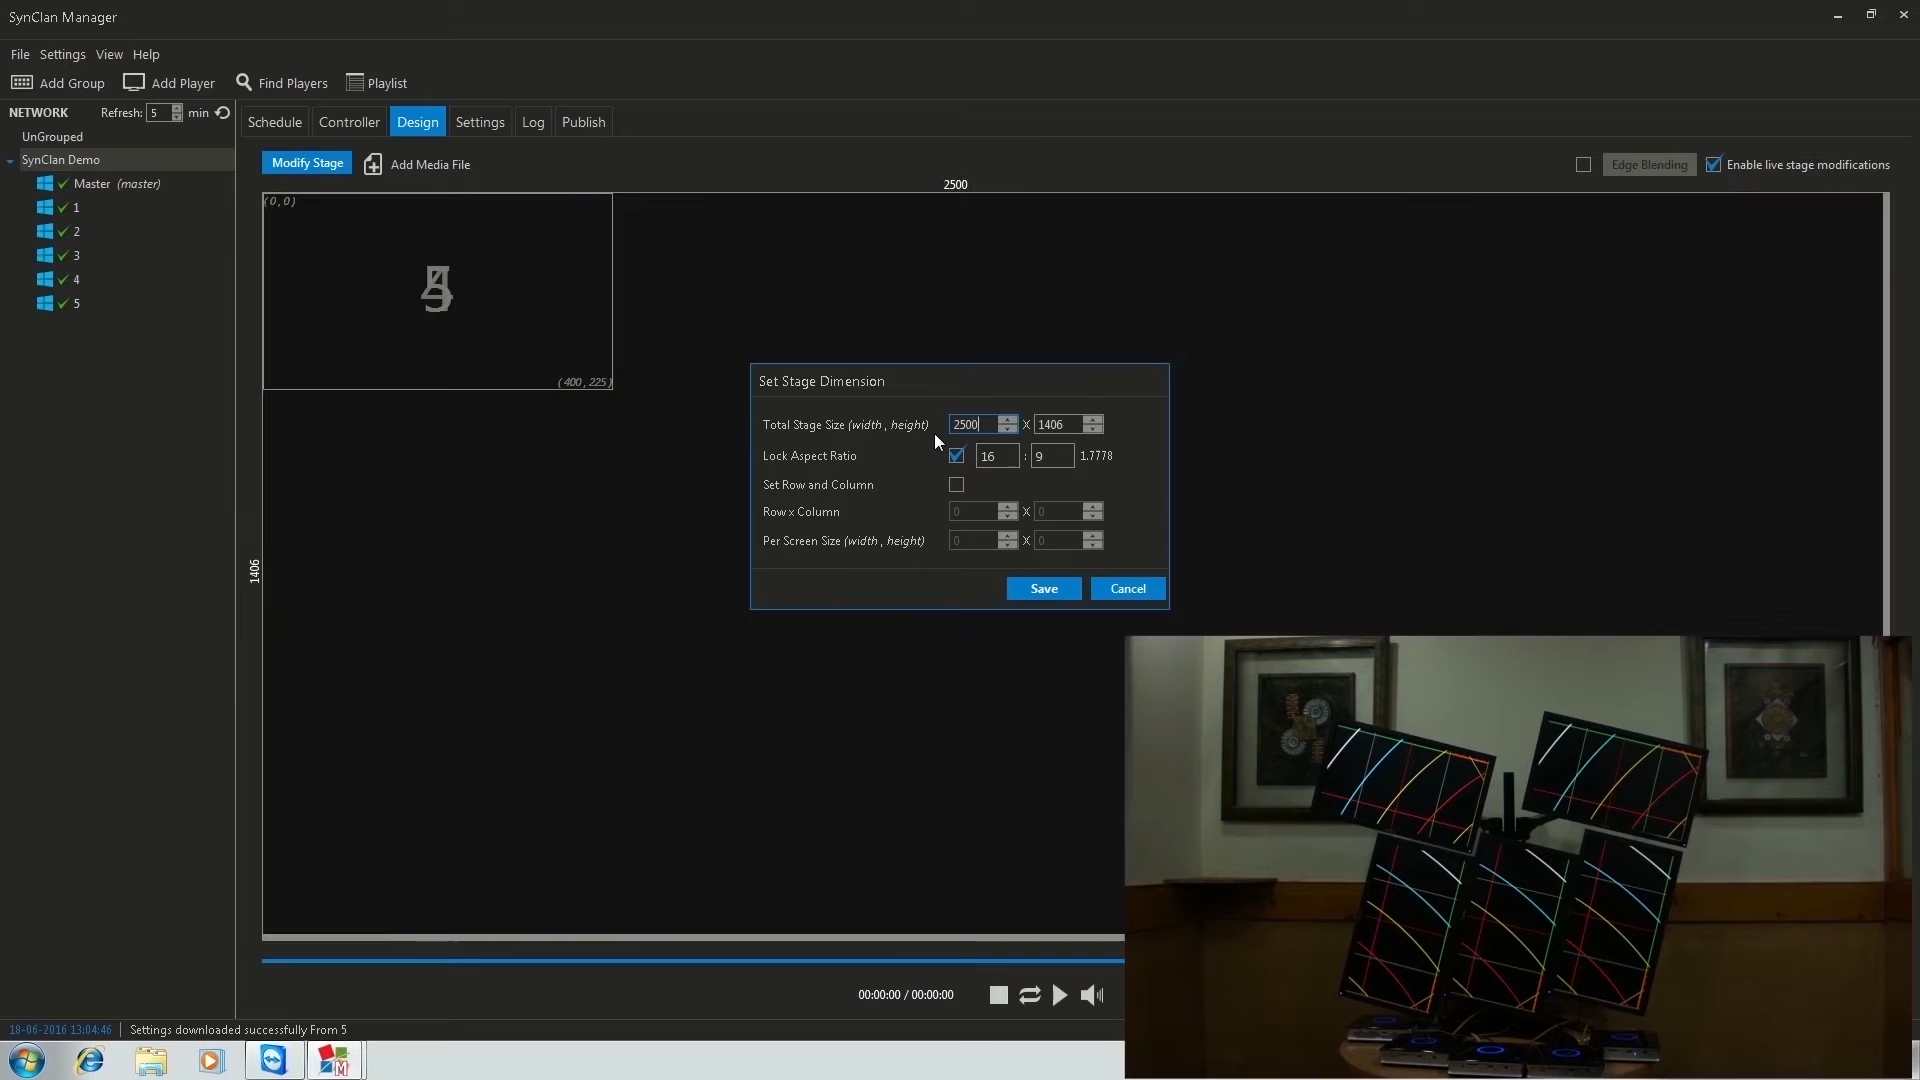 SynClan Manager
File Settings View Help
Add Group Add Player Find Players Playlist
NETWORK Refresh: 5 min
UnGrouped
SynClan Demo
Master (master)
1
2
3
4
5
Schedule Controller Design Settings Log Publish
Modify Stage Add Media File Edge Blending Enable live stage modifications
2500
(0,0)
(400,225)
1406
Set Stage Dimension
Total Stage Size (width , height) 2500 X 1406
Lock Aspect Ratio 16 : 9 1.7778
Set Row and Column
Row x Column 0 X 0
Per Screen Size (width , height) 0 X 0
Save Cancel
00:00:00 / 00:00:00
18-06-2016 13:04:46 Settings downloaded successfully From 5